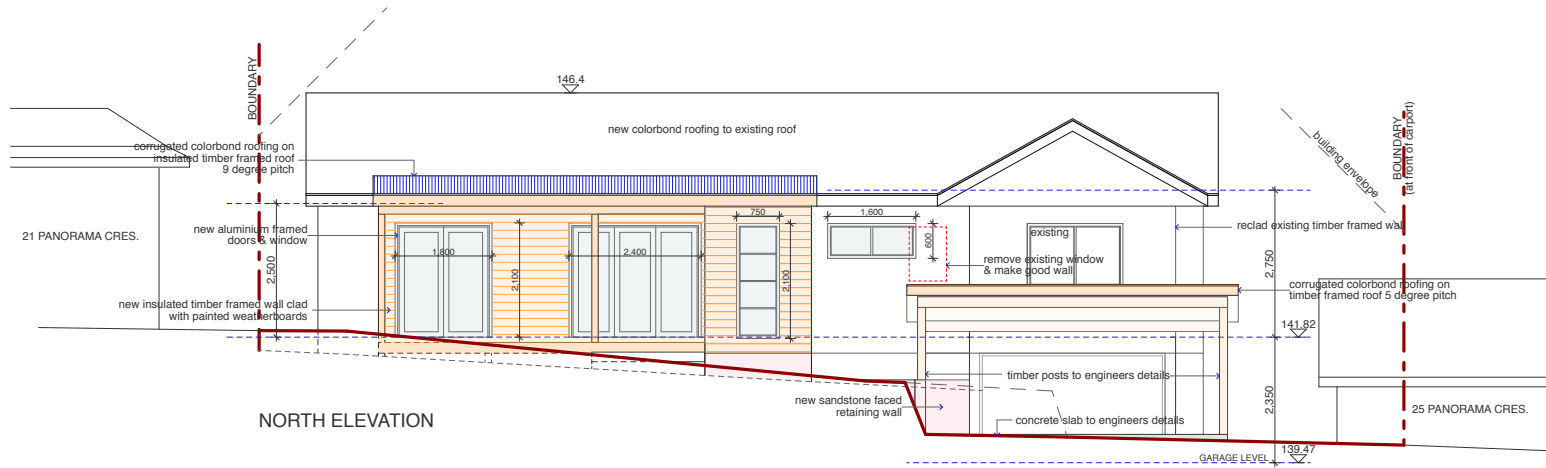 146.4
BOUNDARY
BOUNDARY
(at front of carport)
new colorbond roofing to existing roof
building envelope
corrugated colorbond roofing on
insulated timber framed roof
9 degree pitch
21 PANORAMA CRES.
new aluminium framed
doors & window
2,500
1,800
2,100
2,400
750
2,100
1,600
600
existing
remove existing window
& make good wall
reclad existing timber framed wall
2,750
corrugated colorbond roofing on
timber framed roof 5 degree pitch
new insulated timber framed wall clad
with painted weatherboards
141.82
timber posts to engineers details
2,350
new sandstone faced
retaining wall
concrete slab to engineers details
25 PANORAMA CRES.
NORTH ELEVATION
139.47
GARAGE LEVEL